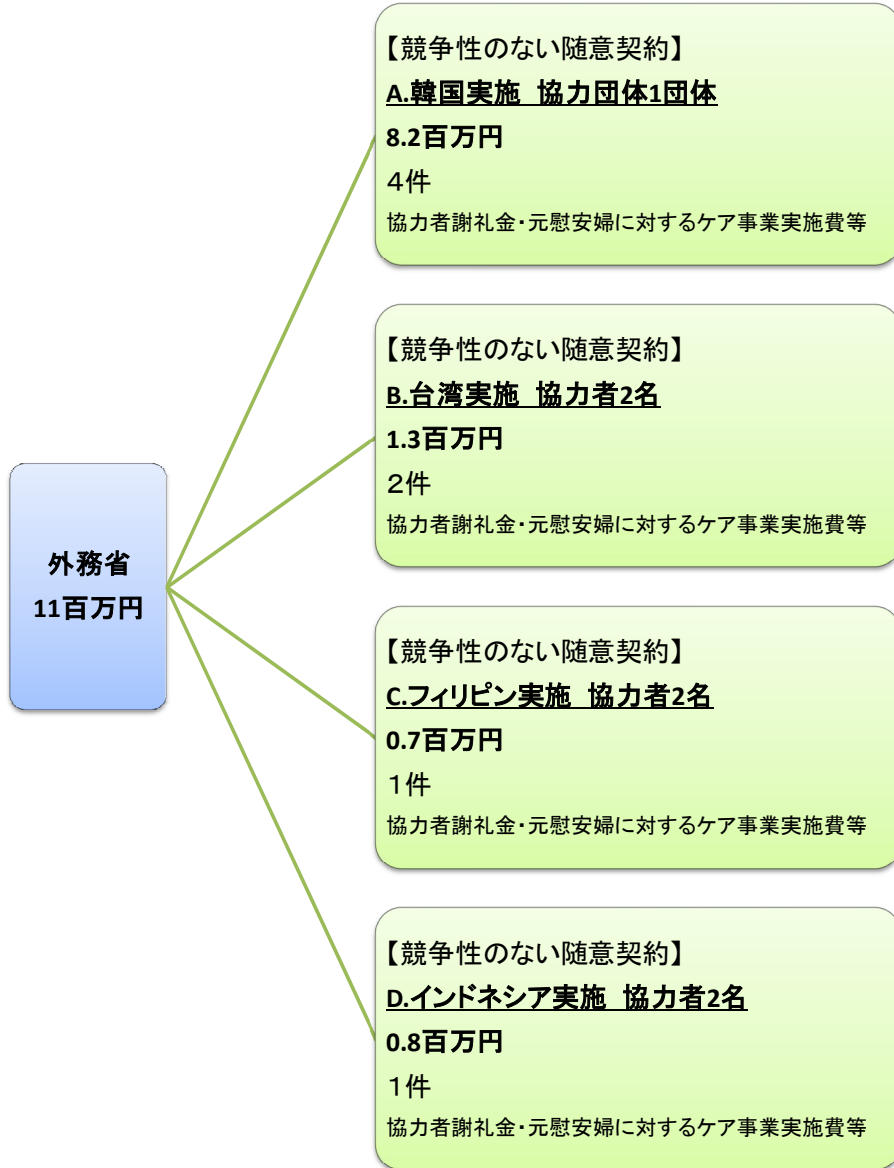 外務省
11百万円
【競争性のない随意契約】
A.韓国実施 協力団体1団体
8.2百万円
４件
協力者謝礼金・元慰安婦に対するケア事業実施費等
【競争性のない随意契約】
B.台湾実施 協力者2名
1.3百万円
２件
協力者謝礼金・元慰安婦に対するケア事業実施費等
【競争性のない随意契約】
C.フィリピン実施 協力者2名
0.7百万円
１件
協力者謝礼金・元慰安婦に対するケア事業実施費等
【競争性のない随意契約】
D.インドネシア実施 協力者2名
0.8百万円
１件
協力者謝礼金・元慰安婦に対するケア事業実施費等